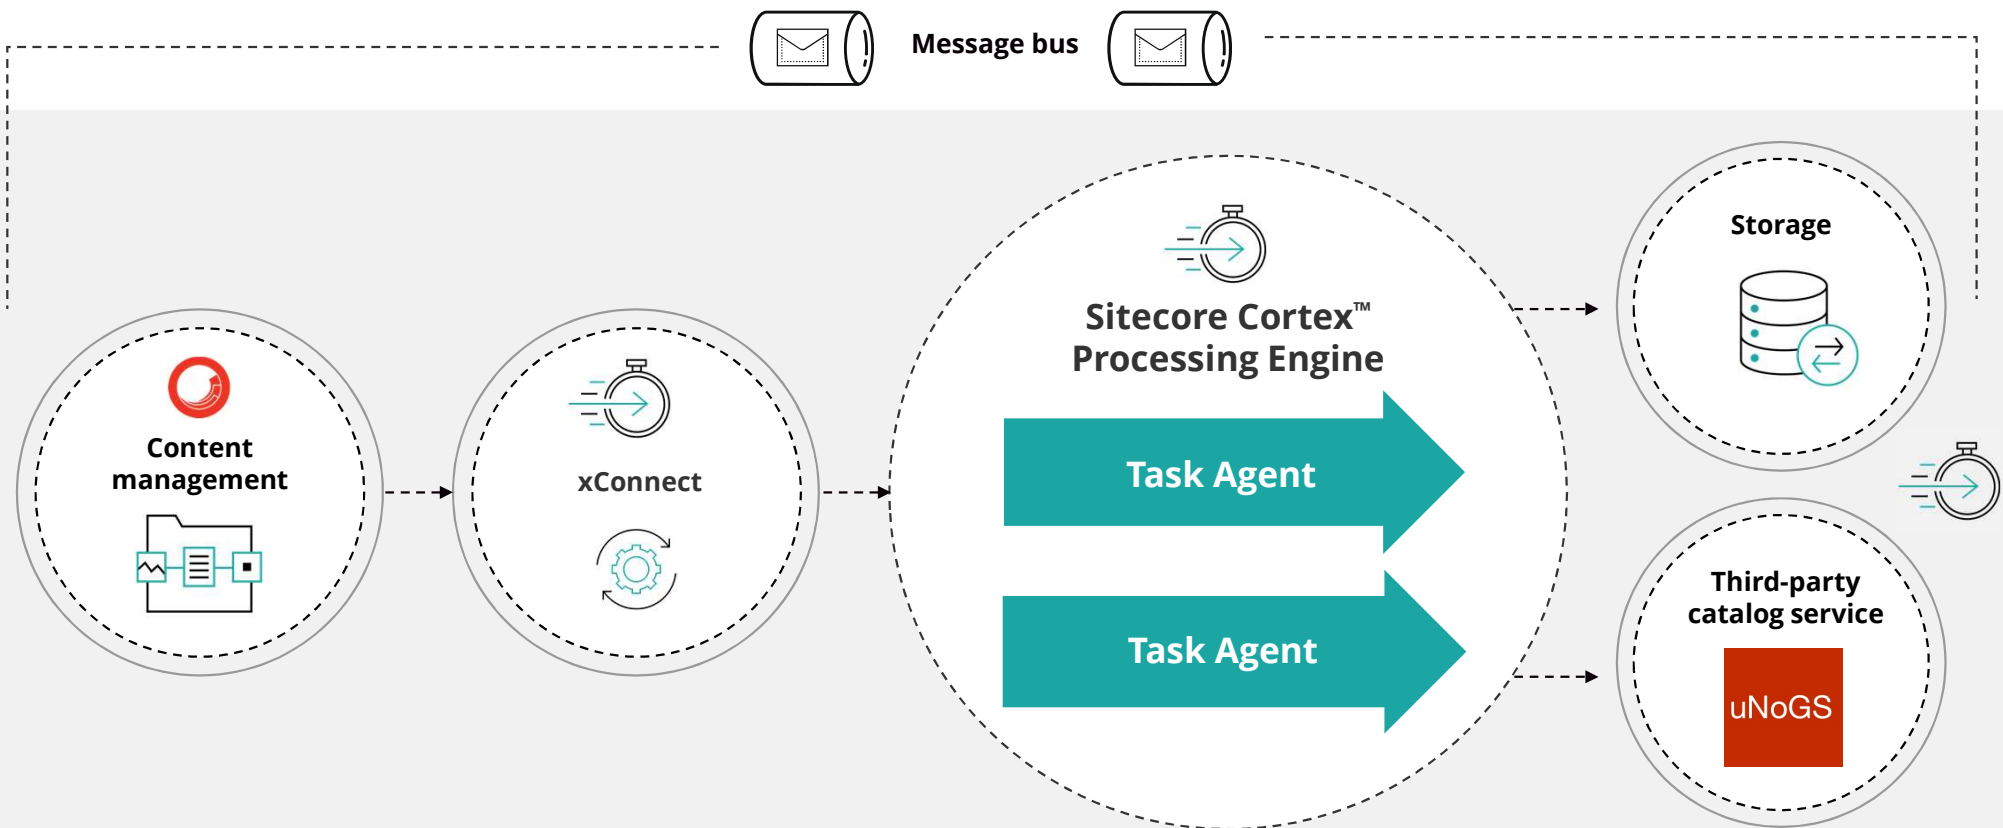 Message bus
Content
management
xConnect
Sitecore Cortex™
Processing Engine
Task Agent
Task Agent
Storage
Third-party
catalog service
uNoGS